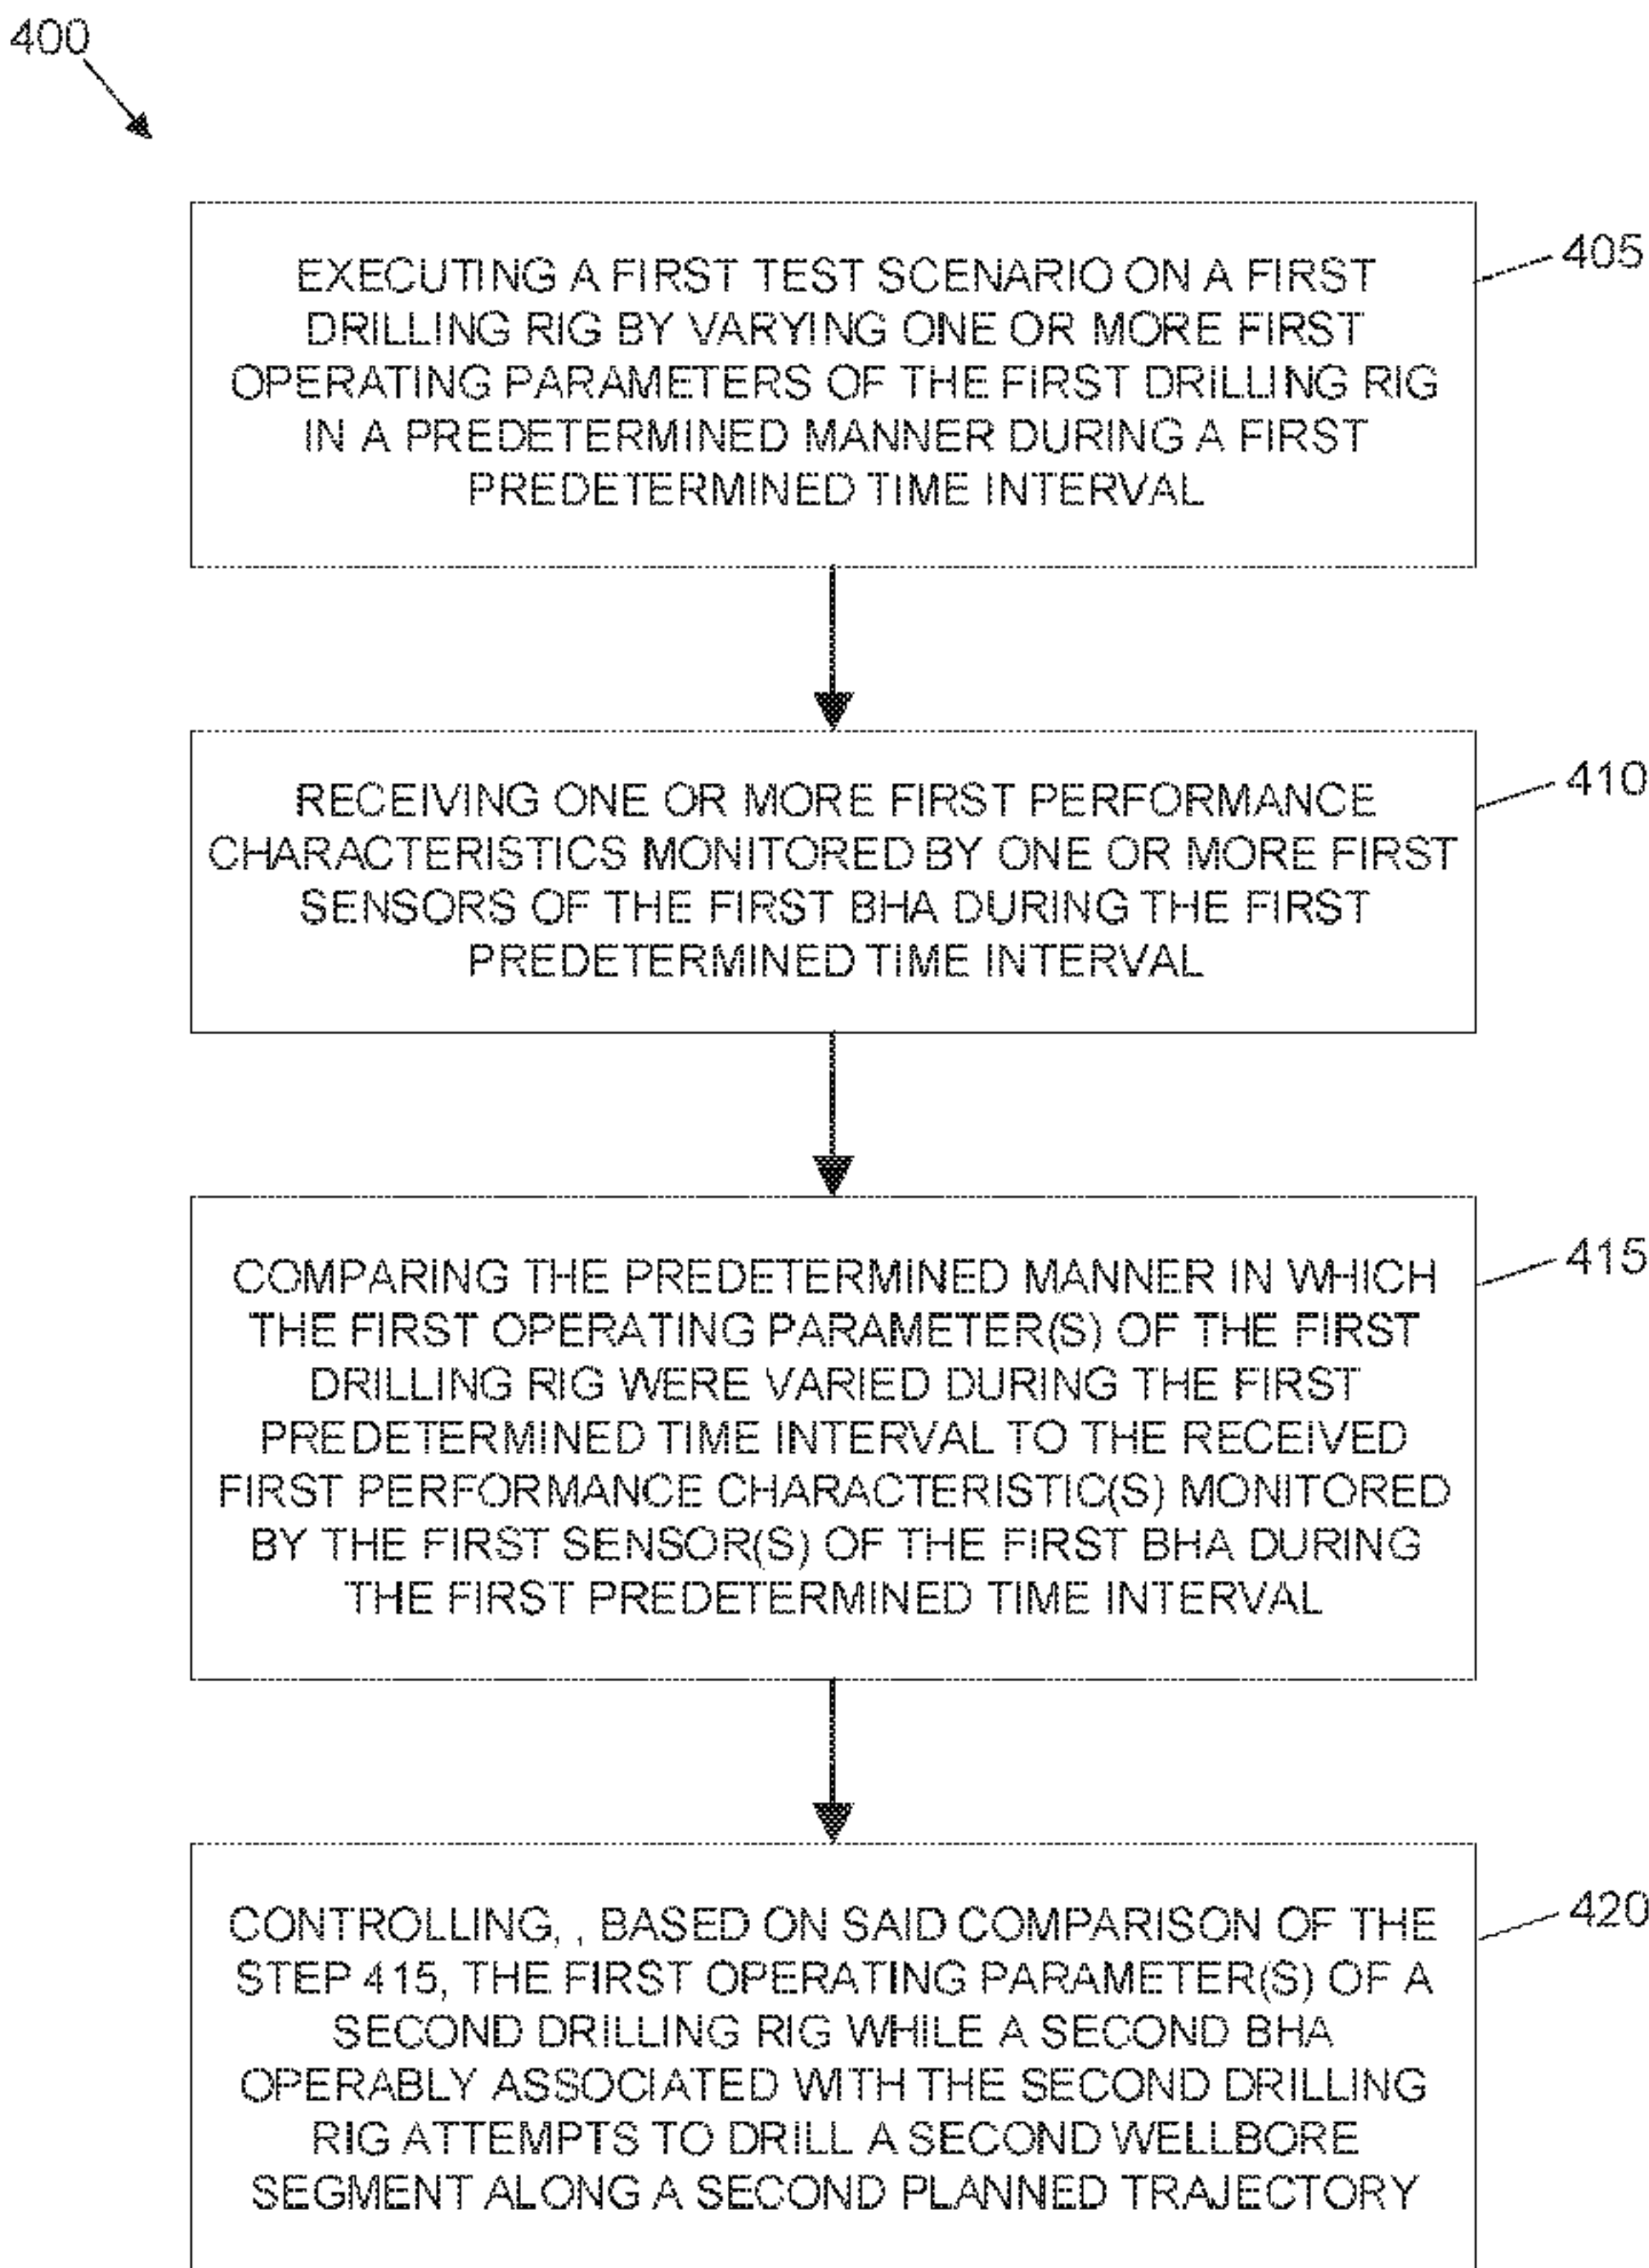 400
405
EXECUTING A FIRST TEST SCENARIO ON A FIRST
DRILLING RIG BY VARYING ONE OR MORE FIRST
OPERATING PARAMETERS OF THE FIRST DRILLING RIG
IN A PREDETERMINED MANNER DURING A FIRST
PREDETERMINED TIME INTERVAL
410
RECEIVING ONE OR MORE FIRST PERFORMANCE
CHARACTERISTICS MONITORED BY ONE OR MORE FIRST
SENSORS OF THE FIRST BHA DURING THE FIRST
PREDETERMINED TIME INTERVAL
415
COMPARING THE PREDETERMINED MANNER IN WHICH
THE FIRST OPERATING PARAMETER(S) OF THE FIRST
DRILLING RIG WERE VARIED DURING THE FIRST
PREDETERMINED TIME INTERVAL TO THE RECEIVED
FIRST PERFORMANCE CHARACTERISTIC(S) MONITORED
BY THE FIRST SENSOR(S) OF THE FIRST BHA DURING
THE FIRST PREDETERMINED TIME INTERVAL
420
CONTROLLING, , BASED ON SAID COMPARISON OF THE
STEP 415, THE FIRST OPERATING PARAMETER(S) OF A
SECOND DRILLING RIG WHILE A SECOND BHA
OPERABLY ASSOCIATED WITH THE SECOND DRILLING
RIG ATTEMPTS TO DRILL A SECOND WELLBORE
SEGMENT ALONG A SECOND PLANNED TRAJECTORY